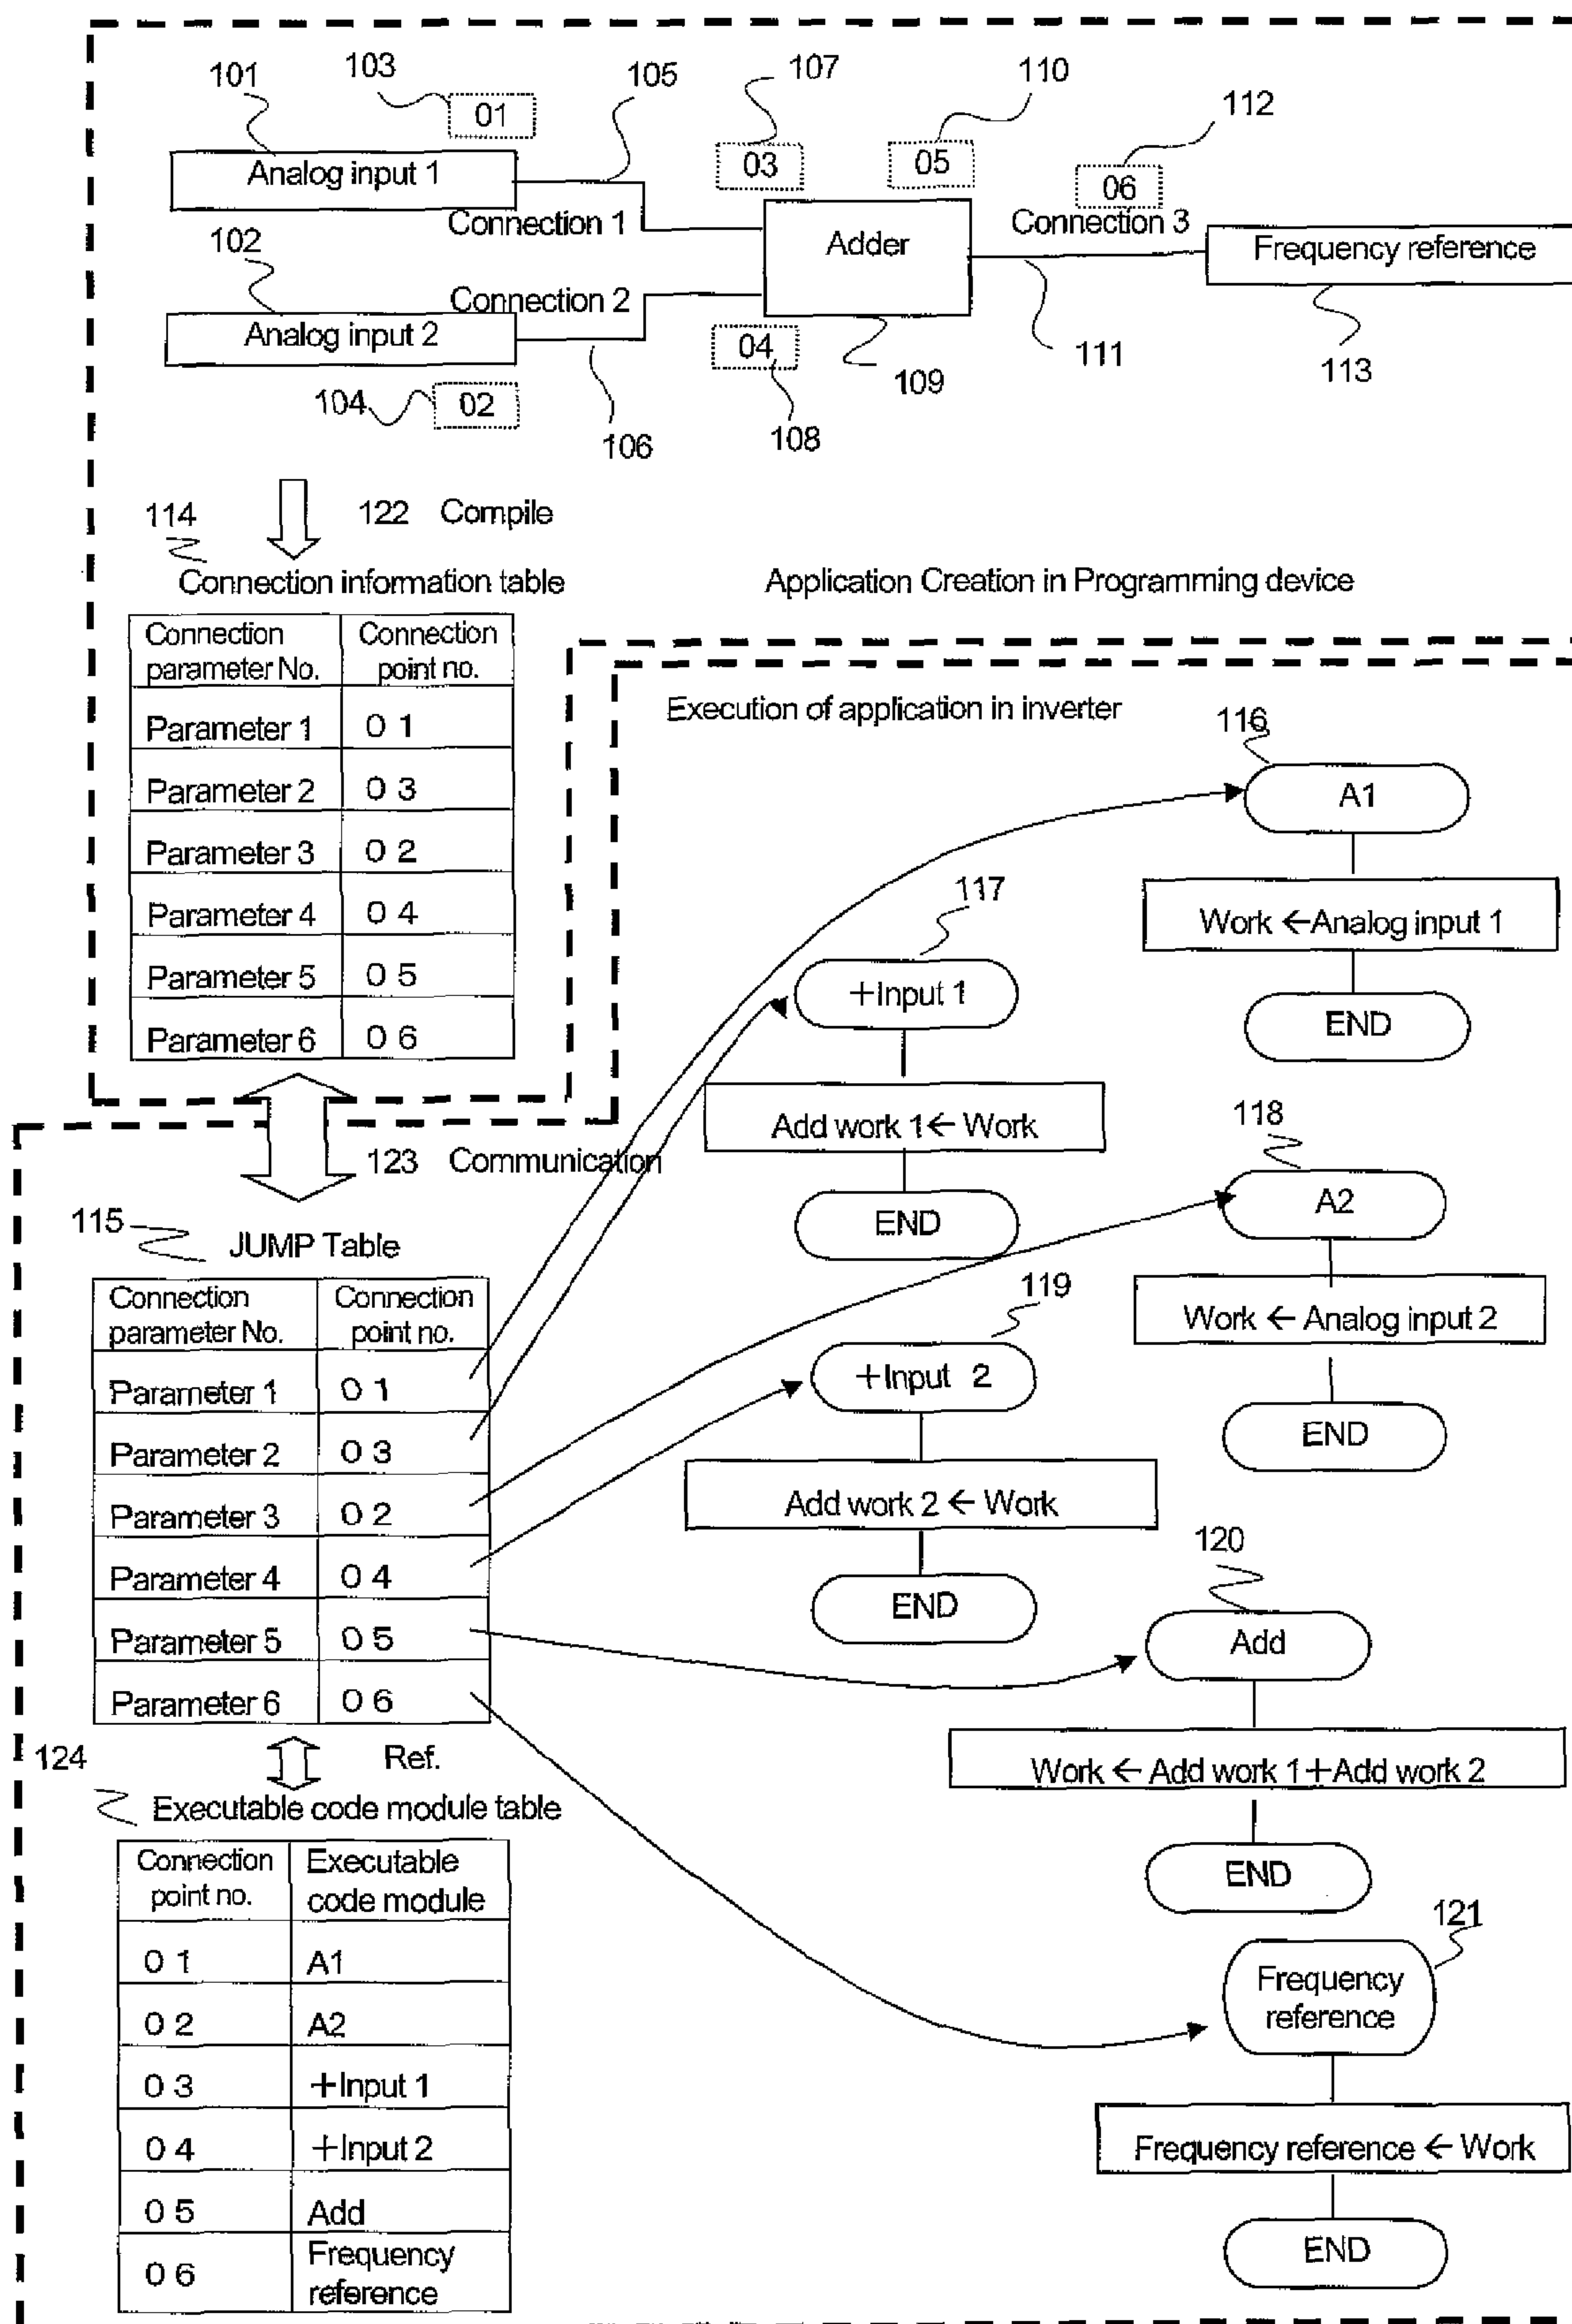 101
103
01
105
107
110
112
Analog input 1
03
05
06
Connection 1
Connection 3
102
Adder
Frequency reference
Connection 2
Analog input 2
04
111
113
109
104
02
106
108
114
122 Compile
Connection information table
Application Creation in Programming device
Connection parameter No.
Connection point no.
Parameter 1 0 1
Parameter 2 0 3
Parameter 3 0 2
Parameter 4 0 4
Parameter 5 0 5
Parameter 6 0 6
Execution of application in inverter
116
A1
Work ←Analog input 1
END
117
+Input 1
Add work 1← Work
END
123 Communication
118
A2
Work ← Analog input 2
END
119
+Input 2
Add work 2 ← Work
END
115
JUMP Table
Connection parameter No.
Connection point no.
Parameter 1 0 1
Parameter 2 0 3
Parameter 3 0 2
Parameter 4 0 4
Parameter 5 0 5
Parameter 6 0 6
120
Add
Work ← Add work 1+Add work 2
END
124
Ref.
Executable code module table
Connection point no.
Executable code module
0 1 A1
0 2 A2
0 3 +Input 1
0 4 +Input 2
0 5 Add
0 6 Frequency reference
121
Frequency
reference
Frequency reference ← Work
END